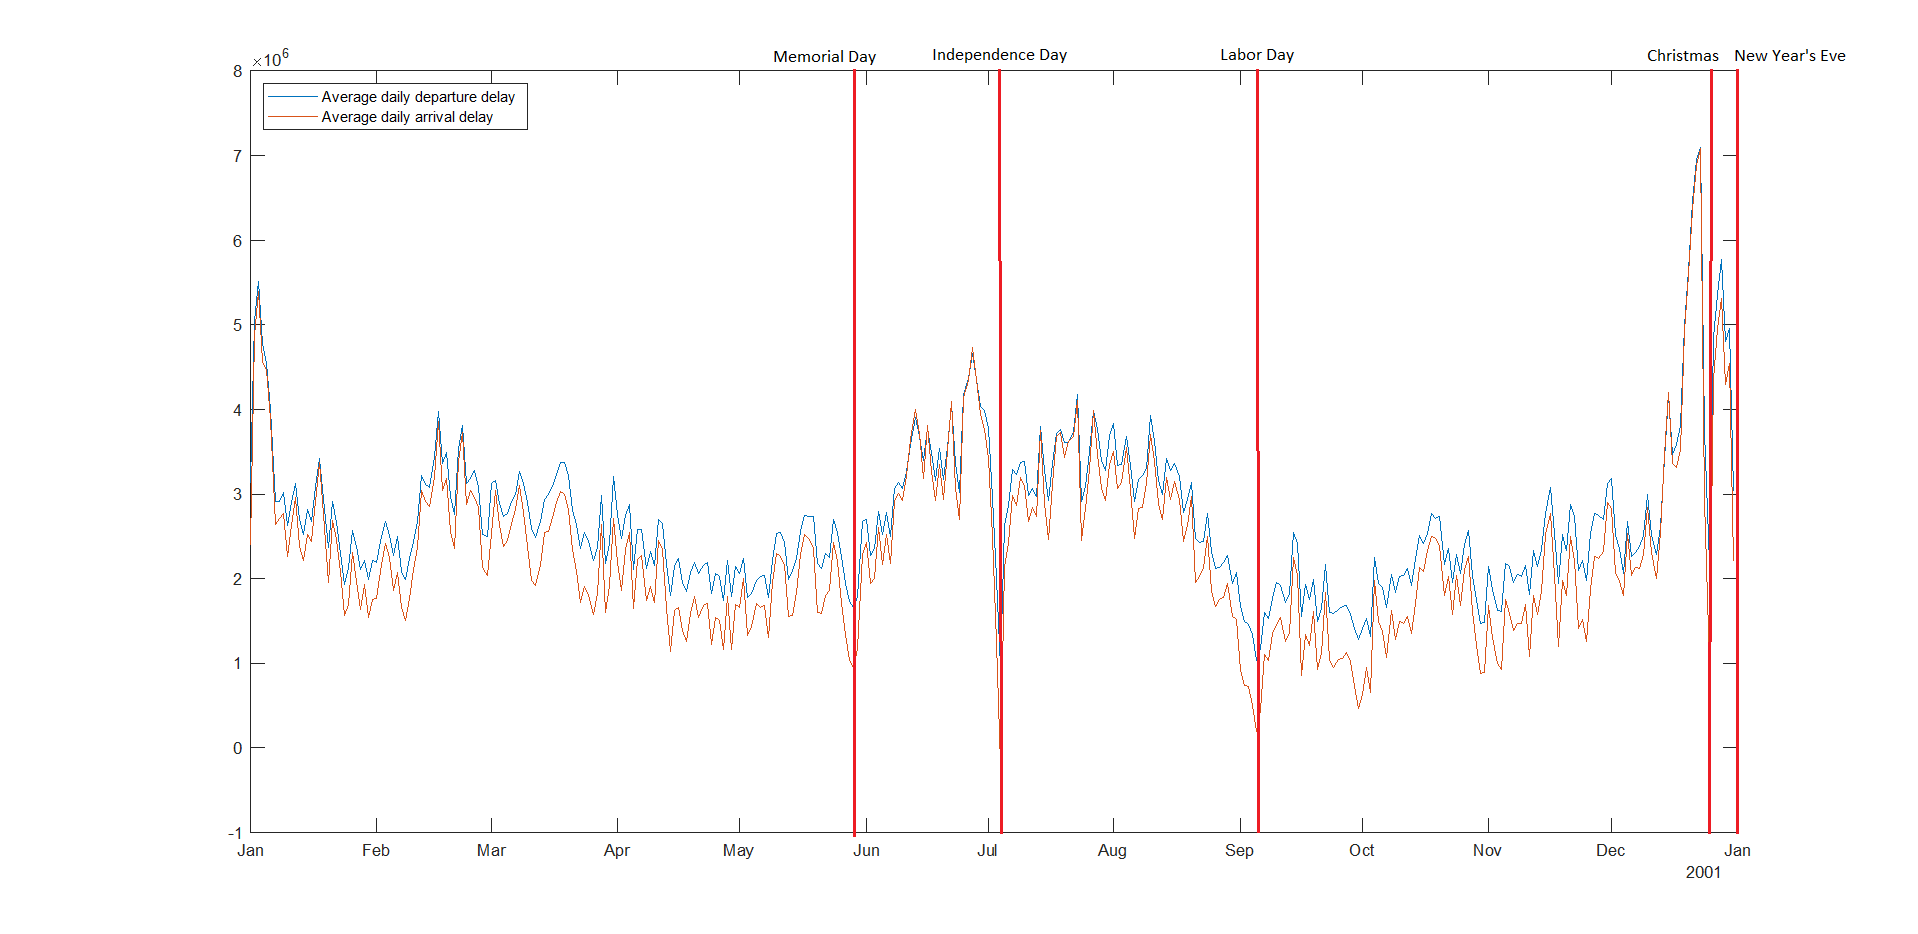 Memorial Day
Independence Day
Labor Day
Christmas
New Year's Eve
×10⁶
8
7
6
5
4
3
2
1
0
-1
Average daily departure delay
Average daily arrival delay
Jan
Feb
Mar
Apr
May
Jun
Jul
Aug
Sep
Oct
Nov
Dec
Jan
2001